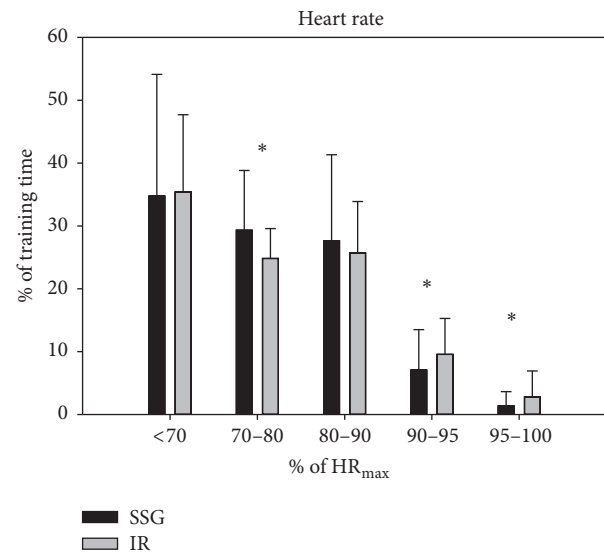 Heart rate
60
50
40
30
20
10
0
% of training time
*
*
*
<70 70–80 80–90 90–95 95–100
% of HRmax
SSG
IR